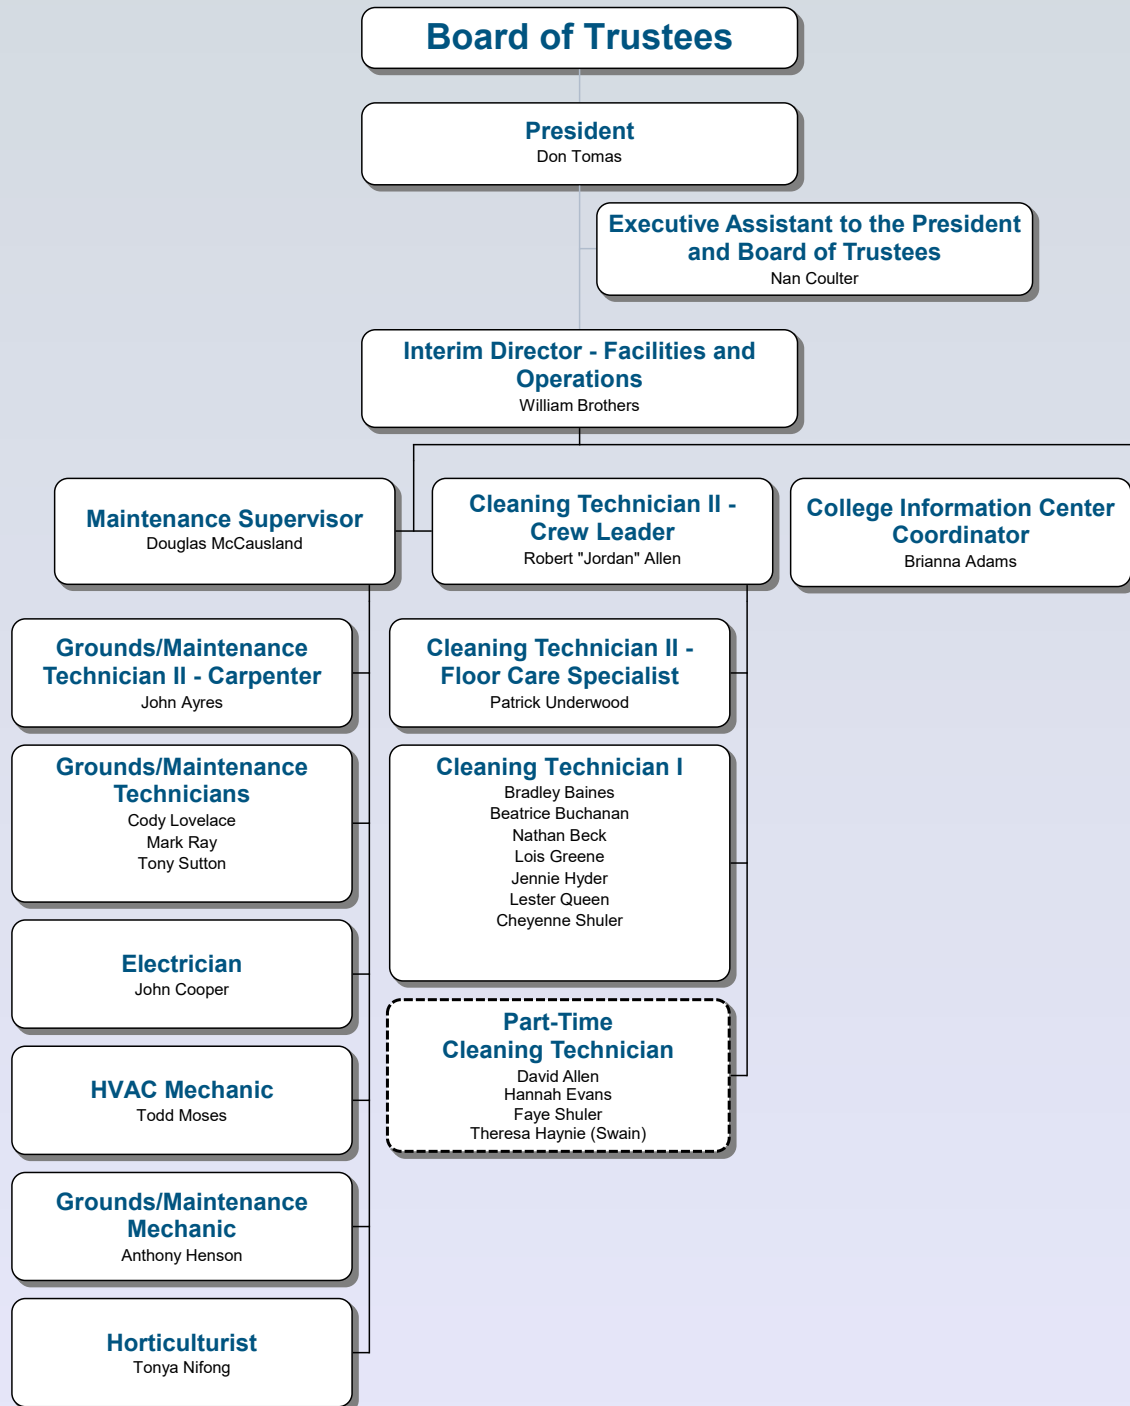 Board of Trustees
President
Don Tomas
Executive Assistant to the President
and Board of Trustees
Nan Coulter
Interim Director - Facilities and
Operations
William Brothers
Maintenance Supervisor
Douglas McCausland
Cleaning Technician II -
Crew Leader
Robert "Jordan" Allen
College Information Center
Coordinator
Brianna Adams
Grounds/Maintenance
Technician II - Carpenter
John Ayres
Grounds/Maintenance
Technicians
Cody Lovelace
Mark Ray
Tony Sutton
Electrician
John Cooper
HVAC Mechanic
Todd Moses
Grounds/Maintenance
Mechanic
Anthony Henson
Horticulturist
Tonya Nifong
Cleaning Technician II -
Floor Care Specialist
Patrick Underwood
Cleaning Technician I
Bradley Baines
Beatrice Buchanan
Nathan Beck
Lois Greene
Jennie Hyder
Lester Queen
Cheyenne Shuler
Part-Time
Cleaning Technician
David Allen
Hannah Evans
Faye Shuler
Theresa Haynie (Swain)